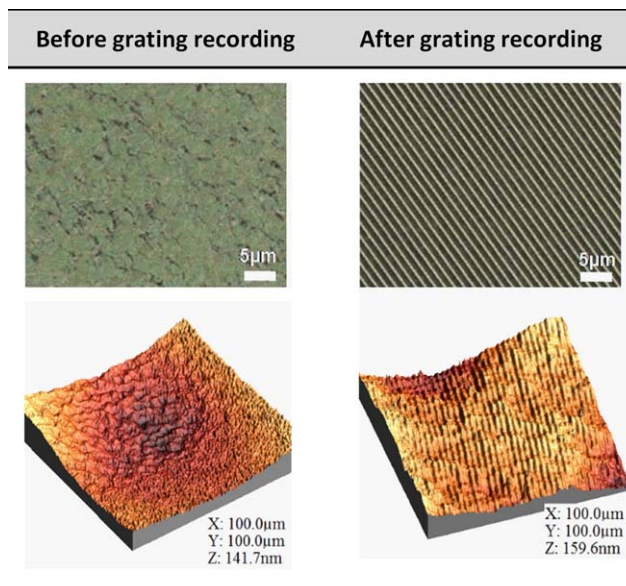 Before grating recording
After grating recording
5µm
5µm
X: 100.0µm
Y: 100.0µm
Z: 141.7nm
X: 100.0µm
Y: 100.0µm
Z: 159.6nm